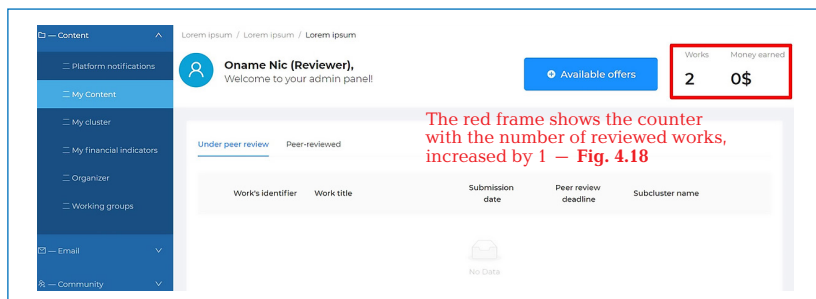 — Content
Lorem ipsum / Lorem ipsum / Lorem ipsum
Platform notifications
My Content
My cluster
My financial indicators
Organizer
Working groups
— Email
— Community
Oname Nic (Reviewer),
Welcome to your admin panel!
Available offers
Works Money earned
2 0$
The red frame shows the counter
with the number of reviewed works,
increased by 1 — Fig. 4.18
Under peer review Peer-reviewed
Work's identifier Work title Submission date Peer review deadline Subcluster name
No Data